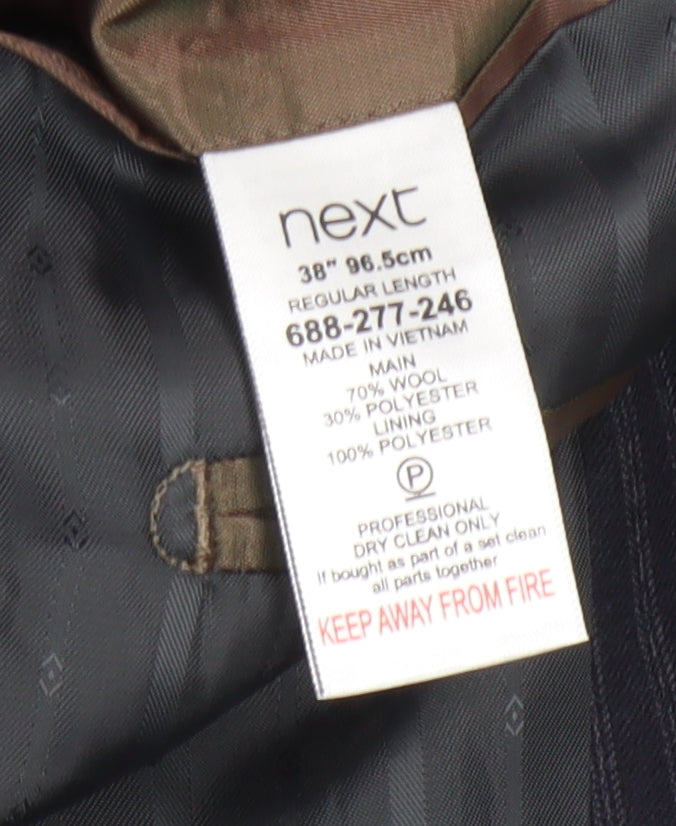 next
38" 96.5cm
REGULAR LENGTH
688-277-246
MADE IN VIETNAM
MAIN
70% WOOL
30% POLYESTER
LINING
100% POLYESTER
P
PROFESSIONAL
DRY CLEAN ONLY
If bought as part of a set clean
all parts together
KEEP AWAY FROM FIRE